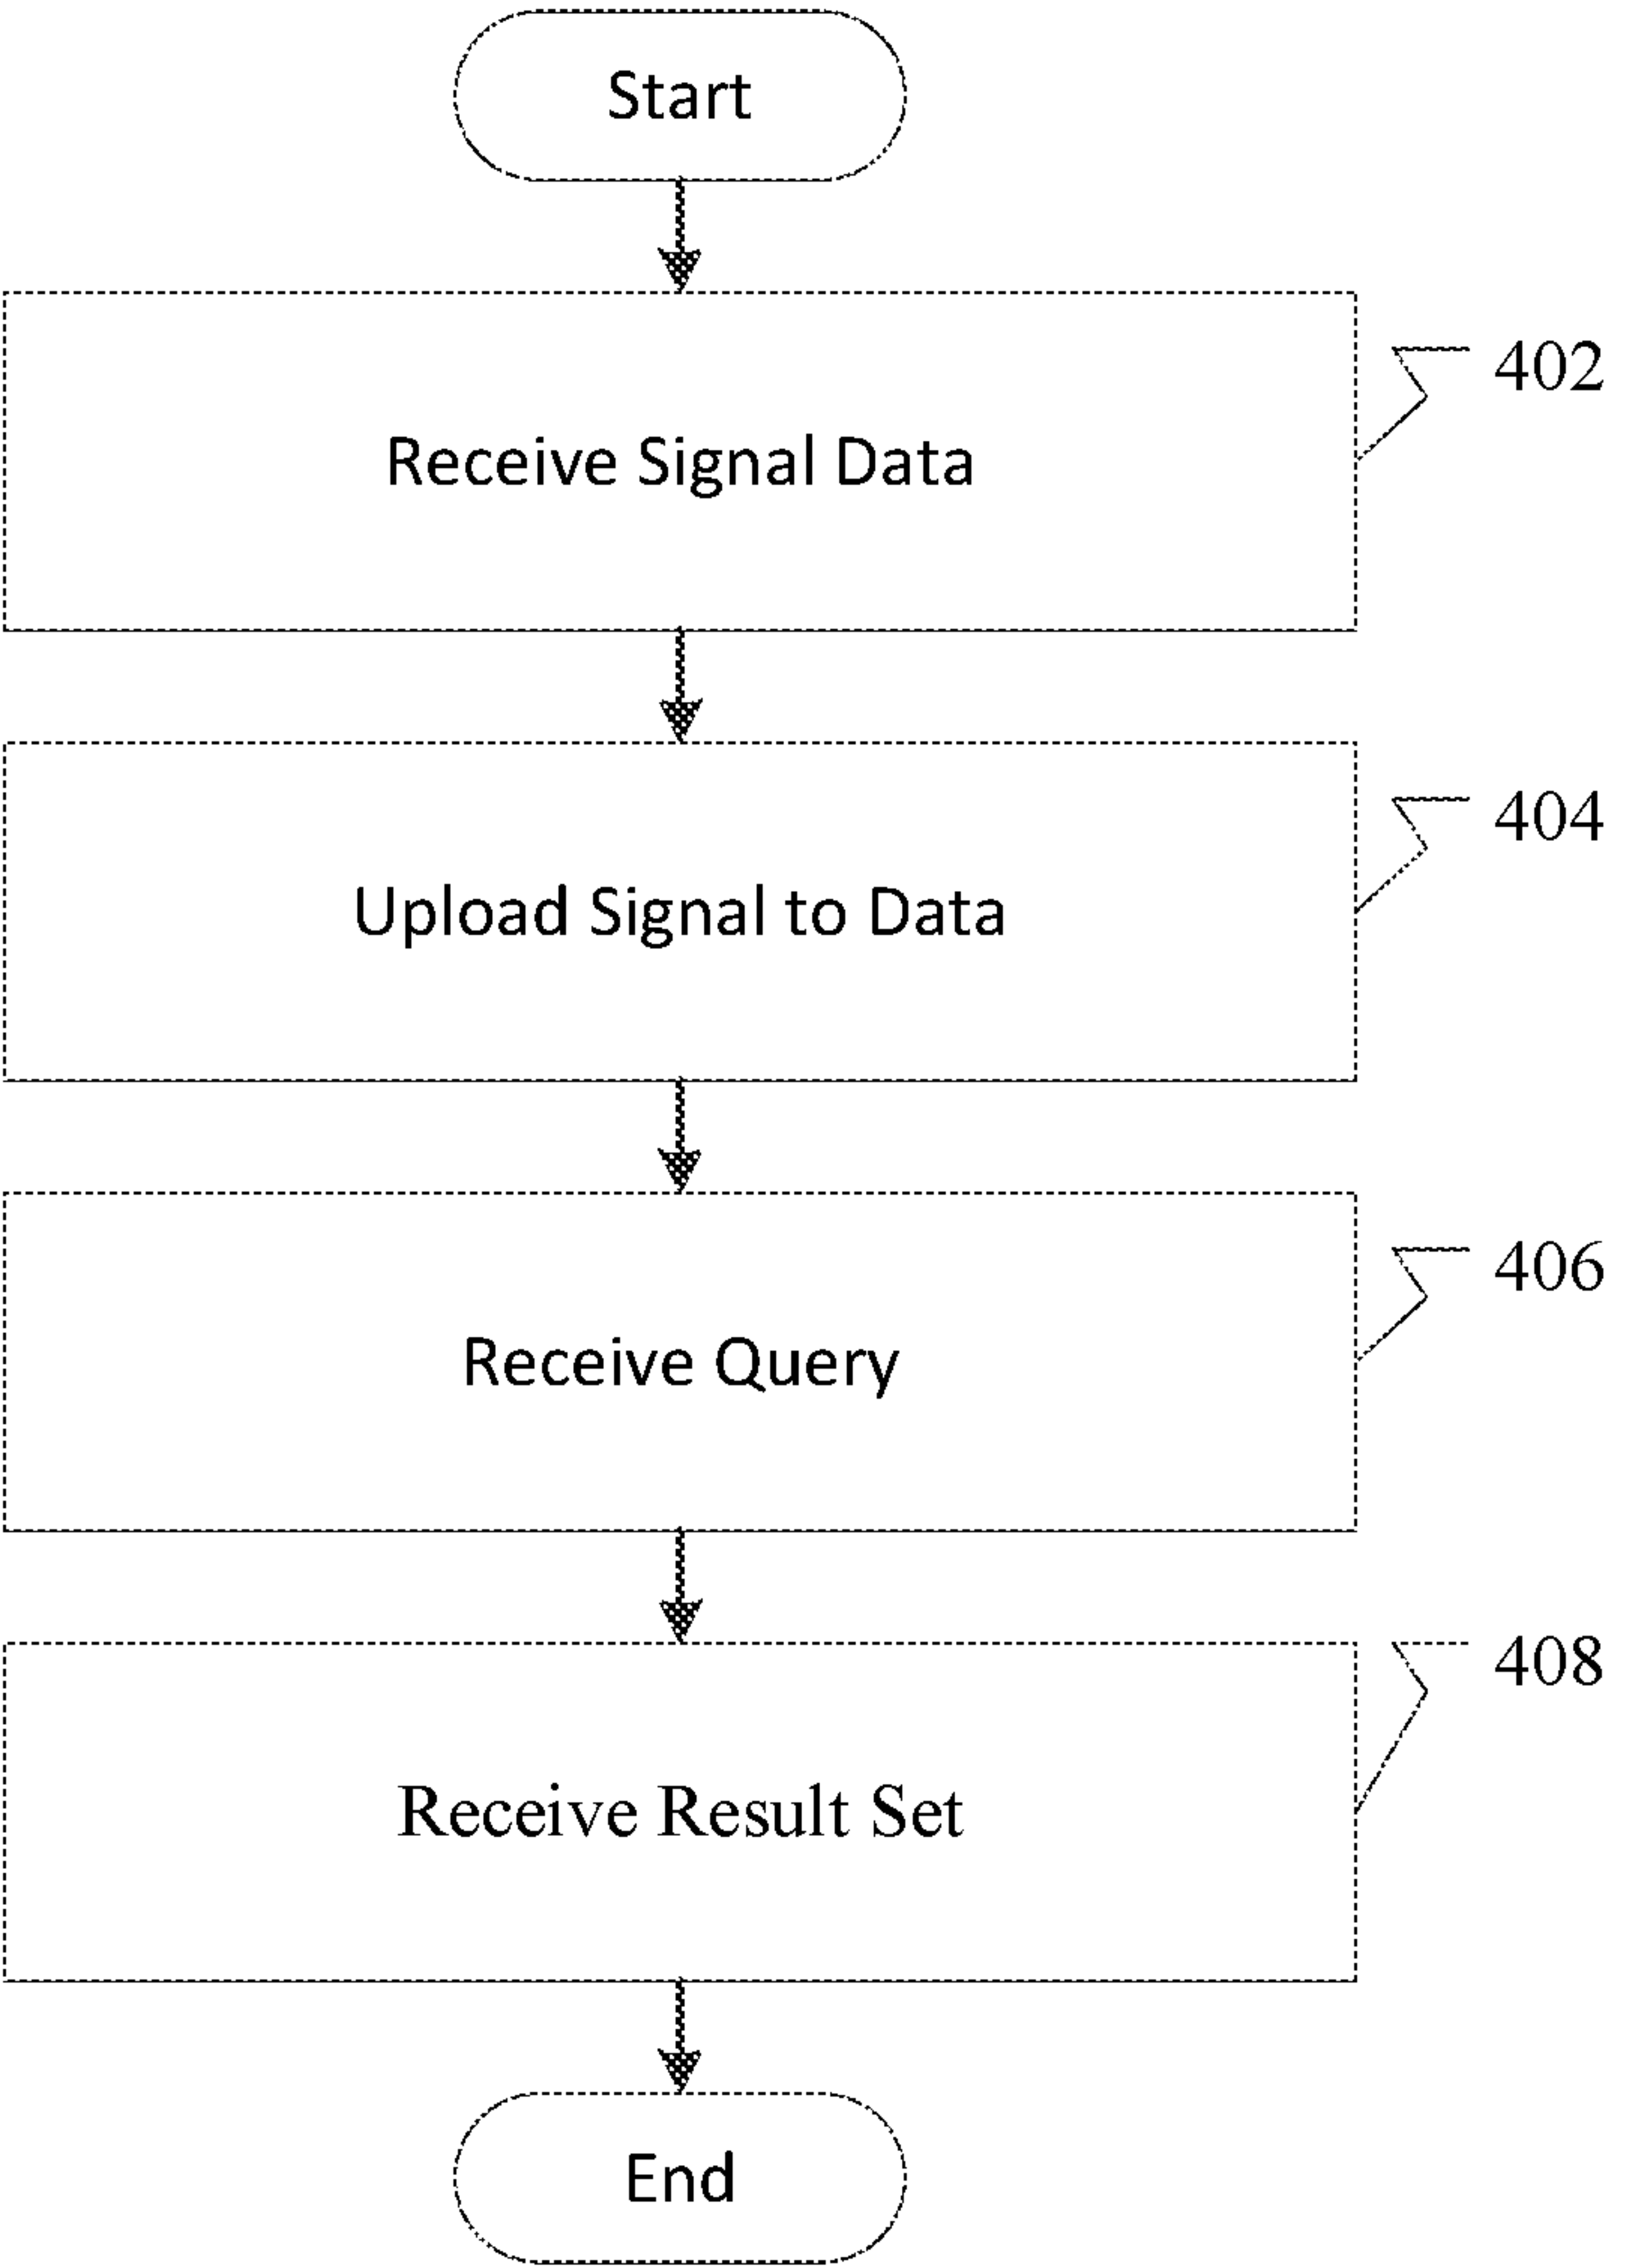 Start
402
Receive Signal Data
404
Upload Signal to Data
406
Receive Query
408
Receive Result Set
End